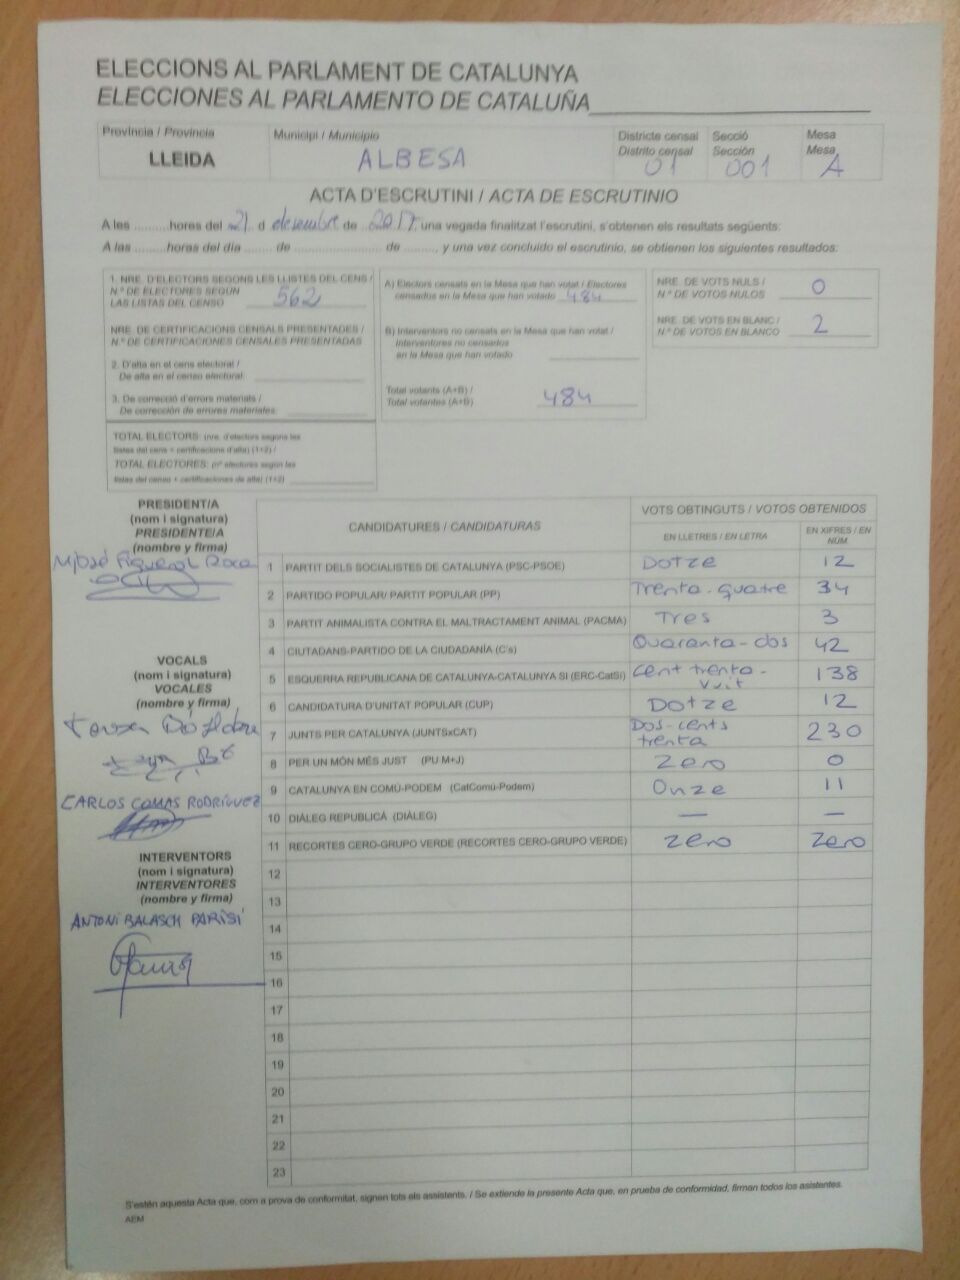 ELECCIONS AL PARLAMENT DE CATALUNYA
ELECCIONES AL PARLAMENTO DE CATALUÑA
Província / Provincia
LLEIDA
Municipi / Municipio
ALBESA
Districte censal
Distrito censal
01
Secció
Sección
001
Mesa
Mesa
A
ACTA D'ESCRUTINI / ACTA DE ESCRUTINIO
A les ........... hores del 21 d desembre de 2017, una vegada finalitzat l'escrutini, s'obtenen els resultats següents:
A las .......... horas del día ........ de ........................ de ........., y una vez concluido el escrutinio, se obtienen los siguientes resultados:
1. NRE. D'ELECTORS SEGONS LES LLISTES DEL CENS /
N.º DE ELECTORES SEGÚN
LAS LISTAS DEL CENSO 562
NRE. DE CERTIFICACIONS CENSALS PRESENTADES /
N.º DE CERTIFICACIONES CENSALES PRESENTADAS
2. D'alta en el cens electoral /
De alta en el censo electoral
3. De correcció d'errors materials /
De corrección de errores materiales
TOTAL ELECTORS: (nre. d'electors segons les
llistes del cens + certificacions d'alta) (1+2) /
TOTAL ELECTORES: (nº electores según las
listas del censo + certificaciones de alta) (1+2)
A) Electors censats en la Mesa que han votat / Electores
censados en la Mesa que han votado 484
B) Interventors no censats en la Mesa que han votat /
Interventores no censados
en la Mesa que han votado
Total votants (A+B) /
Total votantes (A+B) 484
NRE. DE VOTS NULS /
N.º DE VOTOS NULOS 0
NRE. DE VOTS EN BLANC /
N.º DE VOTOS EN BLANCO 2
PRESIDENT/A
(nom i signatura)
PRESIDENTE/A
(nombre y firma)
VOCALS
(nom i signatura)
VOCALES
(nombre y firma)
CARLOS COMAS RODRÍGUEZ
INTERVENTORS
(nom i signatura)
INTERVENTORES
(nombre y firma)
ANTONI BALASCH PARISÍ
CANDIDATURES / CANDIDATURAS
VOTS OBTINGUTS / VOTOS OBTENIDOS
EN LLETRES / EN LETRA
EN XIFRES / EN NÚM.
1 PARTIT DELS SOCIALISTES DE CATALUNYA (PSC-PSOE) Dotze 12
2 PARTIDO POPULAR/ PARTIT POPULAR (PP) Trenta-quatre 34
3 PARTIT ANIMALISTA CONTRA EL MALTRACTAMENT ANIMAL (PACMA) Tres 3
4 CIUTADANS-PARTIDO DE LA CIUDADANÍA (C's) Quaranta-dos 42
5 ESQUERRA REPUBLICANA DE CATALUNYA-CATALUNYA SÍ (ERC-CatSí) Cent trenta-vuit 138
6 CANDIDATURA D'UNITAT POPULAR (CUP) Dotze 12
7 JUNTS PER CATALUNYA (JUNTSxCAT) Dos-cents trenta 230
8 PER UN MÓN MÉS JUST (PU M+J) Zero 0
9 CATALUNYA EN COMÚ-PODEM (CatComú-Podem) Onze 11
10 DIÀLEG REPUBLICÀ (DIÀLEG) — —
11 RECORTES CERO-GRUPO VERDE (RECORTES CERO-GRUPO VERDE) zero zero
12
13
14
15
16
17
18
19
20
21
22
23
S'estén aquesta Acta que, com a prova de conformitat, signen tots els assistents. / Se extiende la presente Acta que, en prueba de conformidad, firman todos los asistentes.
AEM